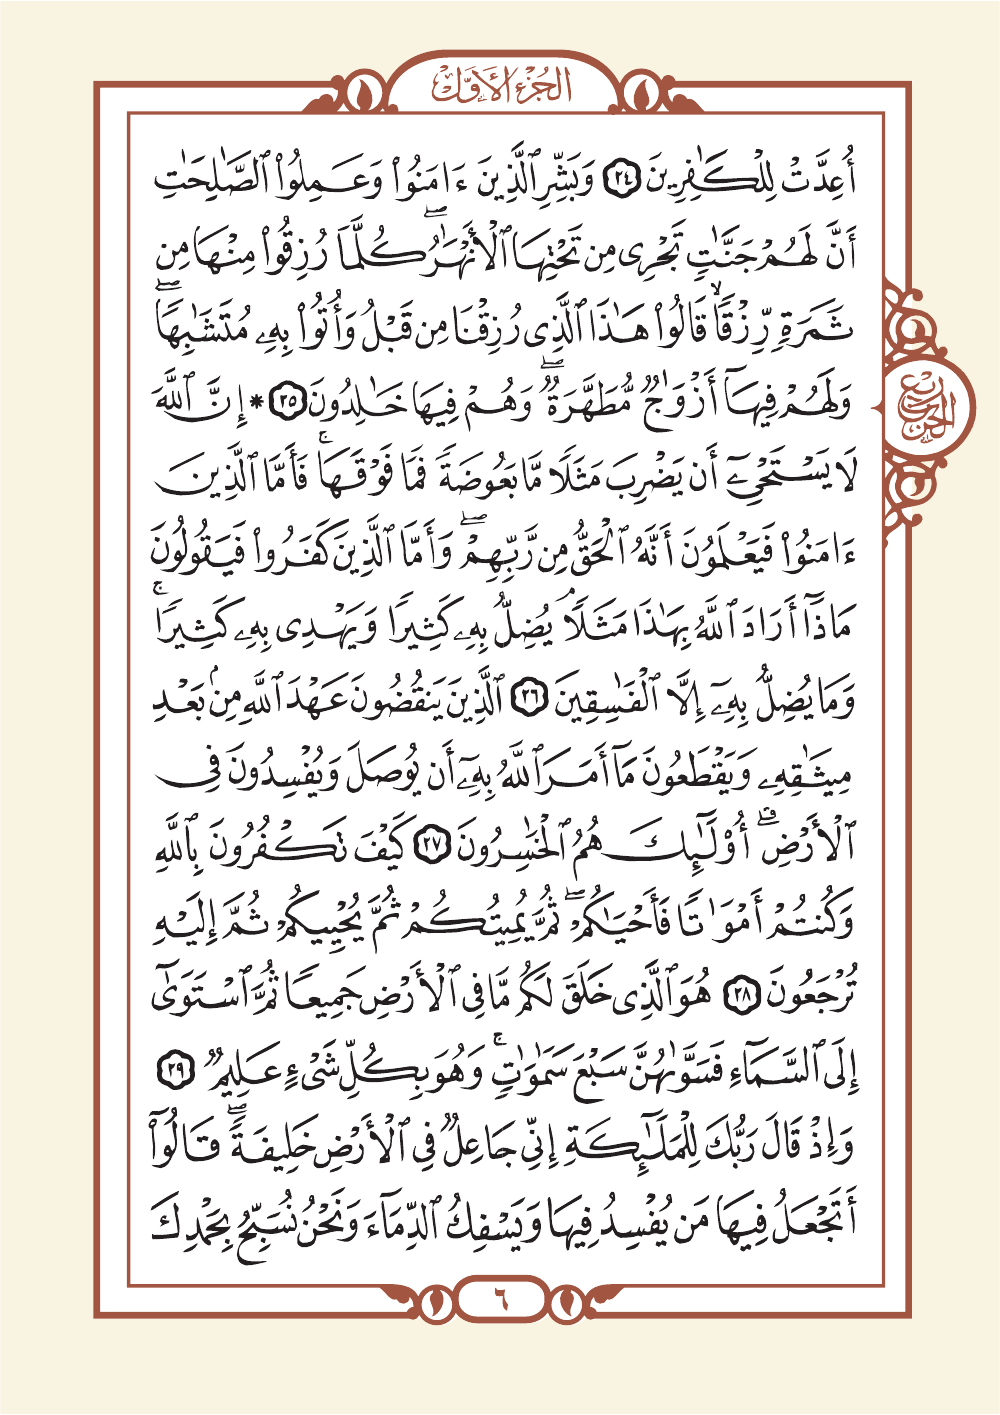 الجُزْءُ الأَوَّلُ
أُعِدَّتْ لِلْكَٰفِرِينَ ٢٤ وَبَشِّرِ ٱلَّذِينَ ءَامَنُوا۟ وَعَمِلُوا۟ ٱلصَّٰلِحَٰتِ
أَنَّ لَهُمْ جَنَّٰتٍ تَجْرِى مِن تَحْتِهَا ٱلْأَنْهَٰرُ ۖ كُلَّمَا رُزِقُوا۟ مِنْهَا مِن
ثَمَرَةٍ رِّزْقًا ۙ قَالُوا۟ هَٰذَا ٱلَّذِى رُزِقْنَا مِن قَبْلُ وَأُتُوا۟ بِهِۦ مُتَشَٰبِهًا ۖ
وَلَهُمْ فِيهَآ أَزْوَٰجٌ مُّطَهَّرَةٌ ۖ وَهُمْ فِيهَا خَٰلِدُونَ ٢٥ * إِنَّ ٱللَّهَ
الحزب
لَا يَسْتَحْىِۦٓ أَن يَضْرِبَ مَثَلًا مَّا بَعُوضَةً فَمَا فَوْقَهَا ۚ فَأَمَّا ٱلَّذِينَ
ءَامَنُوا۟ فَيَعْلَمُونَ أَنَّهُ ٱلْحَقُّ مِن رَّبِّهِمْ ۖ وَأَمَّا ٱلَّذِينَ كَفَرُوا۟ فَيَقُولُونَ
مَاذَآ أَرَادَ ٱللَّهُ بِهَٰذَا مَثَلًا ۘ يُضِلُّ بِهِۦ كَثِيرًا وَيَهْدِى بِهِۦ كَثِيرًا ۚ
وَمَا يُضِلُّ بِهِۦٓ إِلَّا ٱلْفَٰسِقِينَ ٢٦ ٱلَّذِينَ يَنقُضُونَ عَهْدَ ٱللَّهِ مِنۢ بَعْدِ
مِيثَٰقِهِۦ وَيَقْطَعُونَ مَآ أَمَرَ ٱللَّهُ بِهِۦٓ أَن يُوصَلَ وَيُفْسِدُونَ فِى
ٱلْأَرْضِ ۚ أُو۟لَٰٓئِكَ هُمُ ٱلْخَٰسِرُونَ ٢٧ كَيْفَ تَكْفُرُونَ بِٱللَّهِ
وَكُنتُمْ أَمْوَٰتًا فَأَحْيَٰكُمْ ۖ ثُمَّ يُمِيتُكُمْ ثُمَّ يُحْيِيكُمْ ثُمَّ إِلَيْهِ
تُرْجَعُونَ ٢٨ هُوَ ٱلَّذِى خَلَقَ لَكُم مَّا فِى ٱلْأَرْضِ جَمِيعًا ثُمَّ ٱسْتَوَىٰٓ
إِلَى ٱلسَّمَآءِ فَسَوَّىٰهُنَّ سَبْعَ سَمَٰوَٰتٍ ۚ وَهُوَ بِكُلِّ شَىْءٍ عَلِيمٌ ٢٩
وَإِذْ قَالَ رَبُّكَ لِلْمَلَٰٓئِكَةِ إِنِّى جَاعِلٌ فِى ٱلْأَرْضِ خَلِيفَةً ۖ قَالُوٓا۟
أَتَجْعَلُ فِيهَا مَن يُفْسِدُ فِيهَا وَيَسْفِكُ ٱلدِّمَآءَ وَنَحْنُ نُسَبِّحُ بِحَمْدِكَ
٦